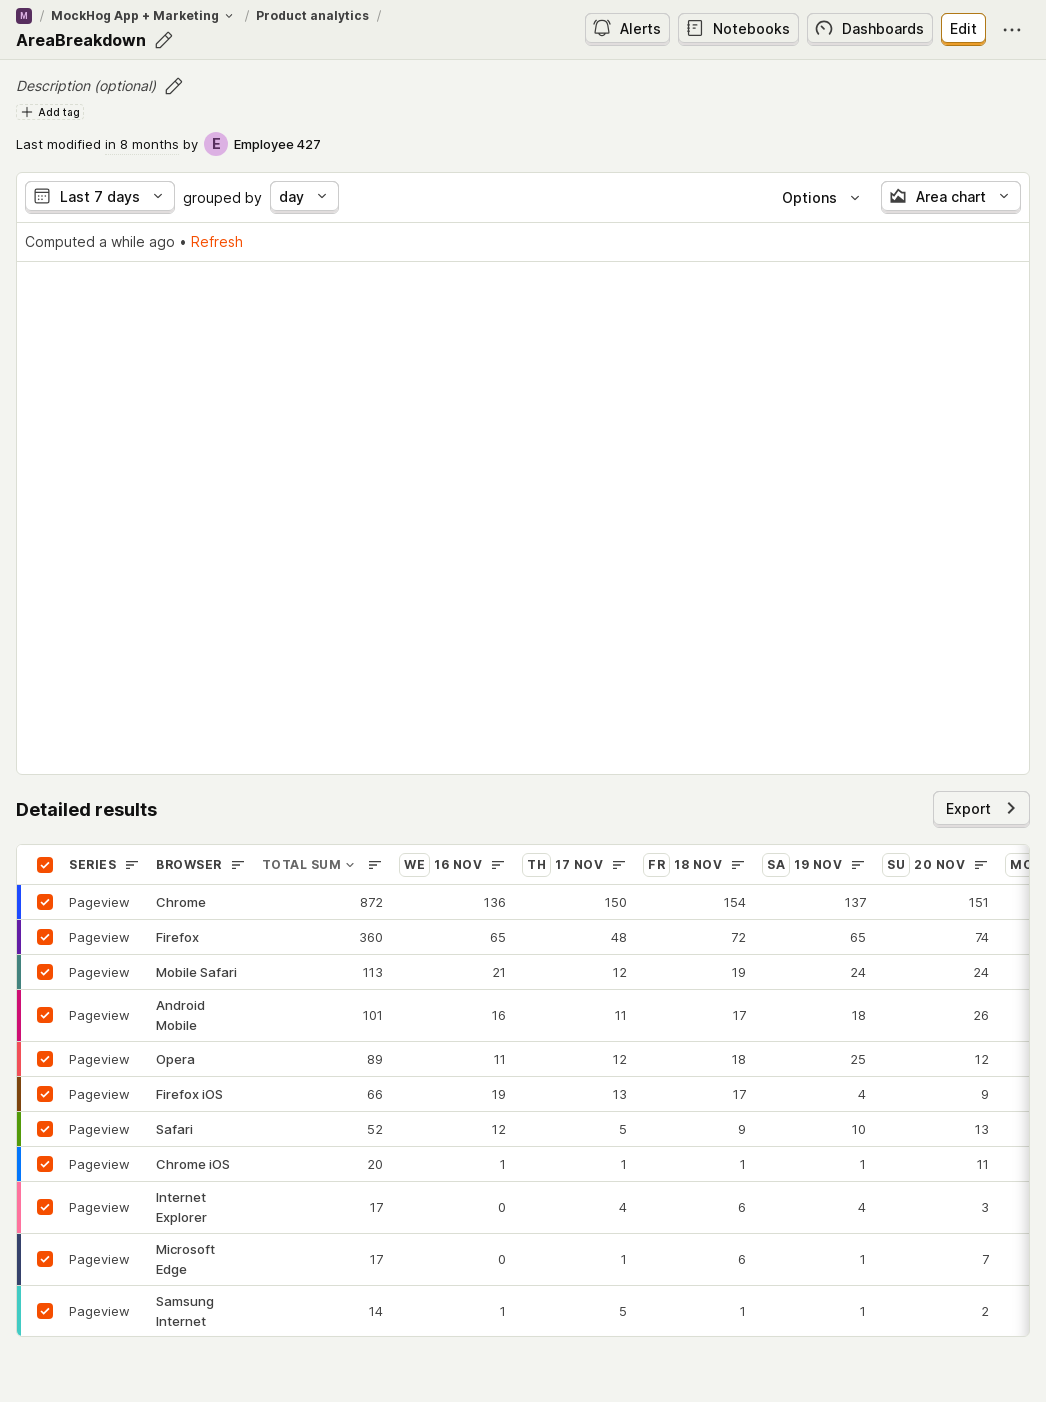 M / MockHog App + Marketing / Product analytics /
AreaBreakdown
Alerts
Notebooks
Dashboards
Edit
Description (optional)
Add tag
Last modified in 8 months by E Employee 427
Last 7 days grouped by day
Options
Area chart
Computed a while ago • Refresh
Detailed results
Export
SERIES BROWSER TOTAL SUM WE 16 NOV TH 17 NOV FR 18 NOV SA 19 NOV SU 20 NOV
Pageview Chrome 872 136 150 154 137 151
Pageview Firefox 360 65 48 72 65 74
Pageview Mobile Safari 113 21 12 19 24 24
Pageview Android Mobile 101 16 11 17 18 26
Pageview Opera 89 11 12 18 25 12
Pageview Firefox iOS 66 19 13 17 4 9
Pageview Safari 52 12 5 9 10 13
Pageview Chrome iOS 20 1 1 1 1 11
Pageview Internet Explorer 17 0 4 6 4 3
Pageview Microsoft Edge 17 0 1 6 1 7
Pageview Samsung Internet 14 1 5 1 1 2